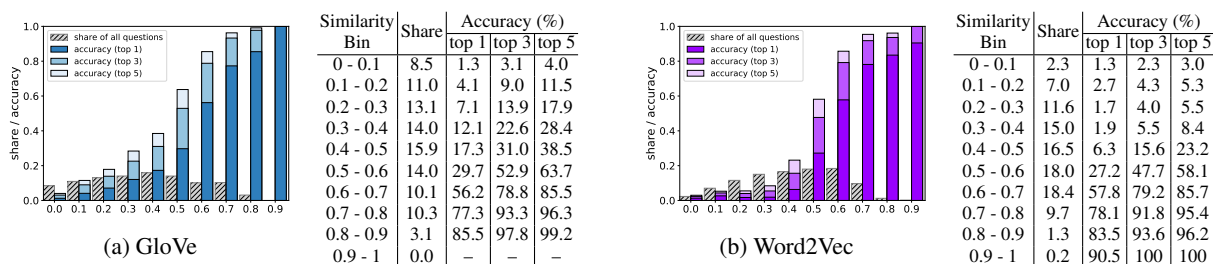 1.0
0.8
0.6
0.4
0.2
0.0
share / accuracy
share of all questions
accuracy (top 1)
accuracy (top 3)
accuracy (top 5)
0.0 0.1 0.2 0.3 0.4 0.5 0.6 0.7 0.8 0.9
(a) GloVe
Similarity Bin Share Accuracy (%)
top 1 top 3 top 5
0 - 0.1 8.5 1.3 3.1 4.0
0.1 - 0.2 11.0 4.1 9.0 11.5
0.2 - 0.3 13.1 7.1 13.9 17.9
0.3 - 0.4 14.0 12.1 22.6 28.4
0.4 - 0.5 15.9 17.3 31.0 38.5
0.5 - 0.6 14.0 29.7 52.9 63.7
0.6 - 0.7 10.1 56.2 78.8 85.5
0.7 - 0.8 10.3 77.3 93.3 96.3
0.8 - 0.9 3.1 85.5 97.8 99.2
0.9 - 1 0.0 – – –
1.0
0.8
0.6
0.4
0.2
0.0
share / accuracy
share of all questions
accuracy (top 1)
accuracy (top 3)
accuracy (top 5)
0.0 0.1 0.2 0.3 0.4 0.5 0.6 0.7 0.8 0.9
(b) Word2Vec
Similarity Bin Share Accuracy (%)
top 1 top 3 top 5
0 - 0.1 2.3 1.3 2.3 3.0
0.1 - 0.2 7.0 2.7 4.3 5.3
0.2 - 0.3 11.6 1.7 4.0 5.5
0.3 - 0.4 15.0 1.9 5.5 8.4
0.4 - 0.5 16.5 6.3 15.6 23.2
0.5 - 0.6 18.0 27.2 47.7 58.1
0.6 - 0.7 18.4 57.8 79.2 85.7
0.7 - 0.8 9.7 78.1 91.8 95.4
0.8 - 0.9 1.3 83.5 93.6 96.2
0.9 - 1 0.2 90.5 100 100